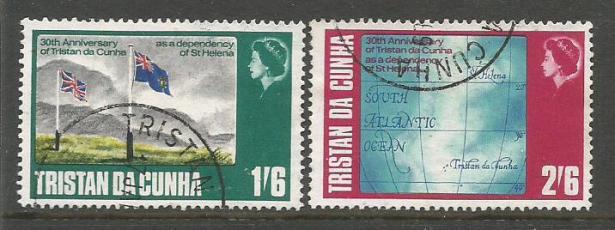 30th Anniversary
of Tristan da Cunha
as a dependency
of St Helena
TRISTAN
TRISTAN DA CUNHA
1/6
30th Anniversary
of Tristan da Cunha
as a dependency
of St Helena
CUNHA
St Helena
SOUTH
ATLANTIC
OCEAN
Tristan da Cunha
TRISTAN DA CUNHA
2/6